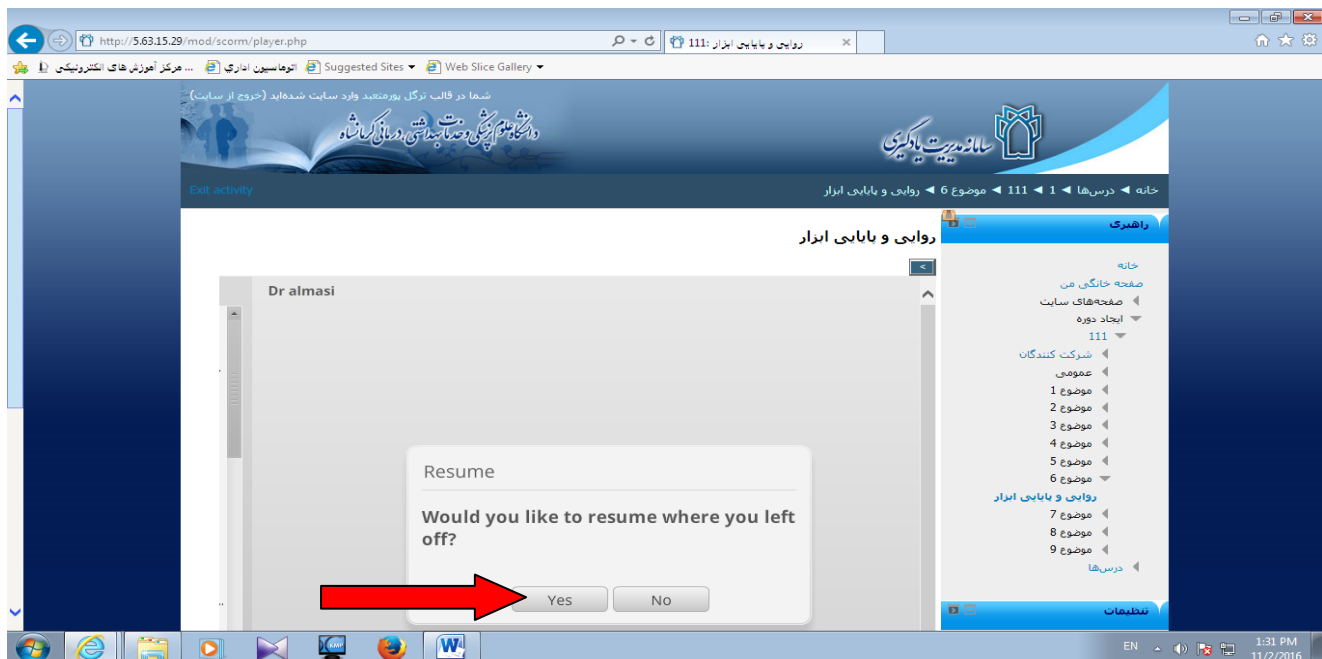 http://5.63.15.29/mod/scorm/player.php
روایی و پایایی ابزار :111
مرکز آموزش های الکترونیکی ...
اتوماسیون اداري
Suggested Sites
Web Slice Gallery
شما در قالب ترگل پورمتعبد وارد سایت شده‌اید (خروج از سایت)
دانشگاه علوم پزشکی و خدمات بهداشتی درمانی کرمانشاه
سامانه مدیریت یادگیری
خانه ◄ درس‌ها ◄ 1 ◄ 111 ◄ موضوع 6 ◄ روایی و پایایی ابزار
Exit activity
راهبری
روایی و پایایی ابزار
>
خانه
صفحه خانگی من
صفحه‌های سایت
ایجاد دوره
111
شرکت کنندگان
عمومی
موضوع 1
موضوع 2
موضوع 3
موضوع 4
موضوع 5
موضوع 6
روایی و پایایی ابزار
موضوع 7
موضوع 8
موضوع 9
درس‌ها
تنظیمات
Dr almasi
Resume
Would you like to resume where you left
off?
Yes
No
KMP
W
EN
1:31 PM
11/2/2016